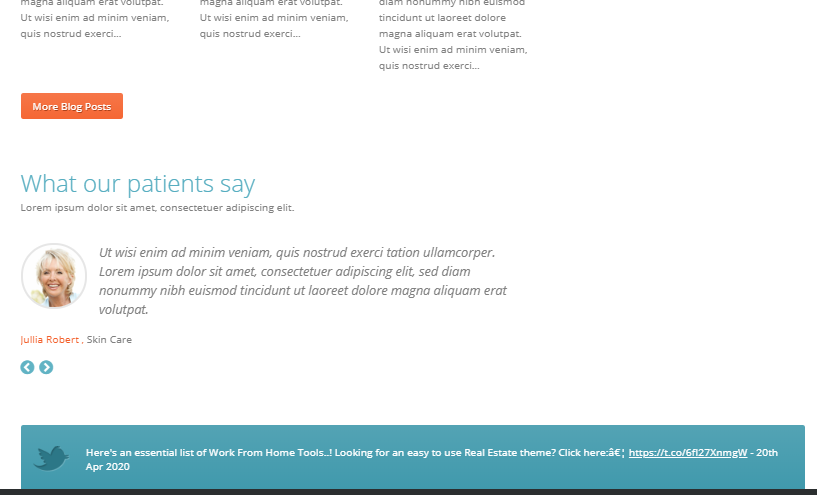 magna aliquam erat volutpat.
Ut wisi enim ad minim veniam,
quis nostrud exerci...
magna aliquam erat volutpat.
Ut wisi enim ad minim veniam,
quis nostrud exerci...
diam nonummy nibh euismod
tincidunt ut laoreet dolore
magna aliquam erat volutpat.
Ut wisi enim ad minim veniam,
quis nostrud exerci...
More Blog Posts
What our patients say
Lorem ipsum dolor sit amet, consectetuer adipiscing elit.
Ut wisi enim ad minim veniam, quis nostrud exerci tation ullamcorper.
Lorem ipsum dolor sit amet, consectetuer adipiscing elit, sed diam
nonummy nibh euismod tincidunt ut laoreet dolore magna aliquam erat
volutpat.
Jullia Robert , Skin Care
Here's an essential list of Work From Home Tools..! Looking for an easy to use Real Estate theme? Click here:â€¦ https://t.co/6fl27XnmgW - 20th
Apr 2020